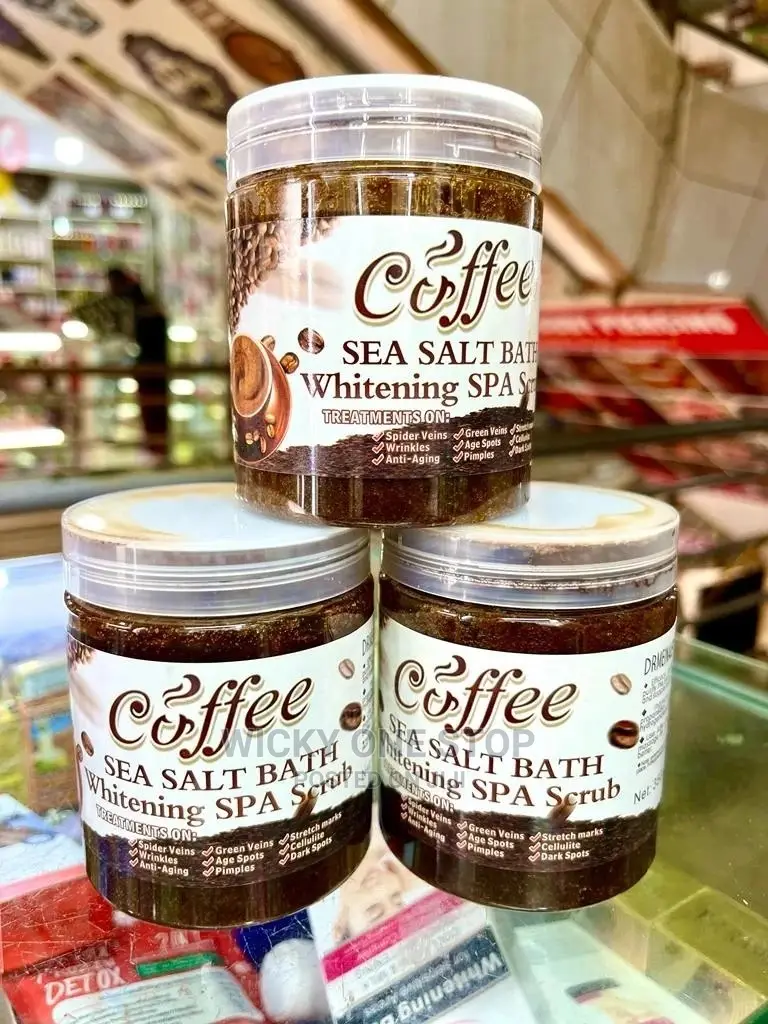 Coffee
SEA SALT BATH
Whitening SPA
TREATMENTS ON:
Spider Veins
Wrinkles
Anti-Aging
Green Veins
Age Spots
Pimples
Coffee
SEA SALT BATH
Whitening SPA Scrub
TREATMENTS ON:
Spider Veins
Wrinkles
Anti-Aging
Green Veins
Age Spots
Pimples
Stretch marks
Cellulite
Dark Spots
Coffee
SEA SALT BATH
Whitening SPA Scrub
TREATMENTS ON:
Spider Veins
Wrinkles
Anti-Aging
Green Veins
Age Spots
Pimples
Stretch marks
Cellulite
Dark Spots
Net:
WICKY ONE STOP
DETOX
Whitening